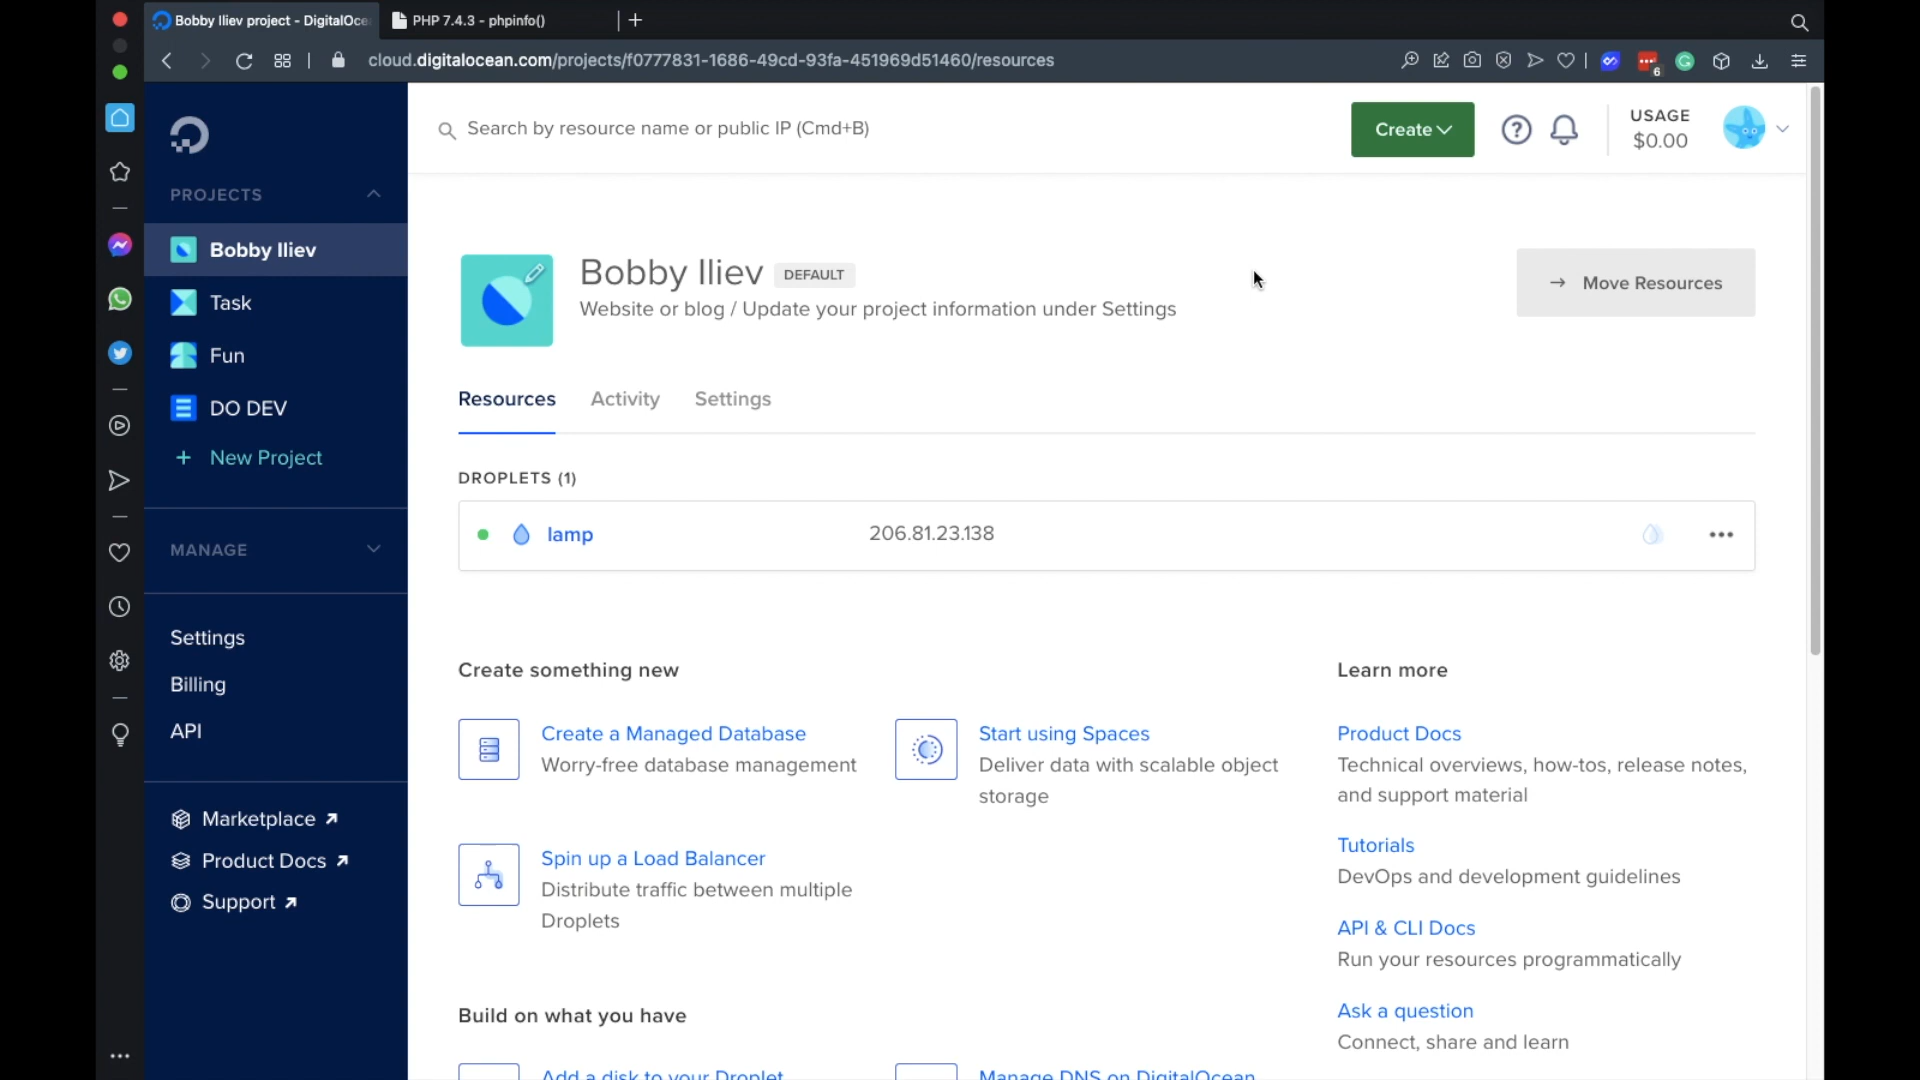 Bobby Iliev project - DigitalOce
PHP 7.4.3 - phpinfo()
cloud.digitalocean.com/projects/f0777831-1686-49cd-93fa-451969d51460/resources
6
Search by resource name or public IP (Cmd+B)
Create
USAGE
$0.00
PROJECTS
Bobby Iliev
Task
Fun
DO DEV
+ New Project
MANAGE
Settings
Billing
API
Marketplace
Product Docs
Support
Bobby Iliev DEFAULT
Website or blog / Update your project information under Settings
→ Move Resources
Resources
Activity
Settings
DROPLETS (1)
lamp
206.81.23.138
Create something new
Create a Managed Database
Worry-free database management
Start using Spaces
Deliver data with scalable object
storage
Spin up a Load Balancer
Distribute traffic between multiple
Droplets
Learn more
Product Docs
Technical overviews, how-tos, release notes,
and support material
Tutorials
DevOps and development guidelines
API & CLI Docs
Run your resources programmatically
Ask a question
Connect, share and learn
Build on what you have
Add a disk to your Droplet
Manage DNS on DigitalOcean